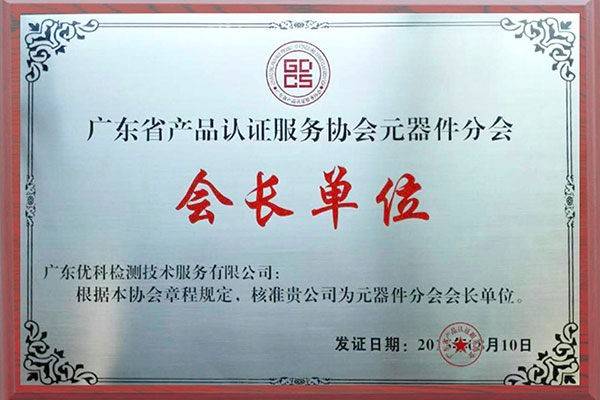 GDCS
广东省产品认证服务协会元器件分会
会长单位
广东优科检测技术服务有限公司：
根据本协会章程规定，核准贵公司为元器件分会会长单位。
发证日期：
月10日